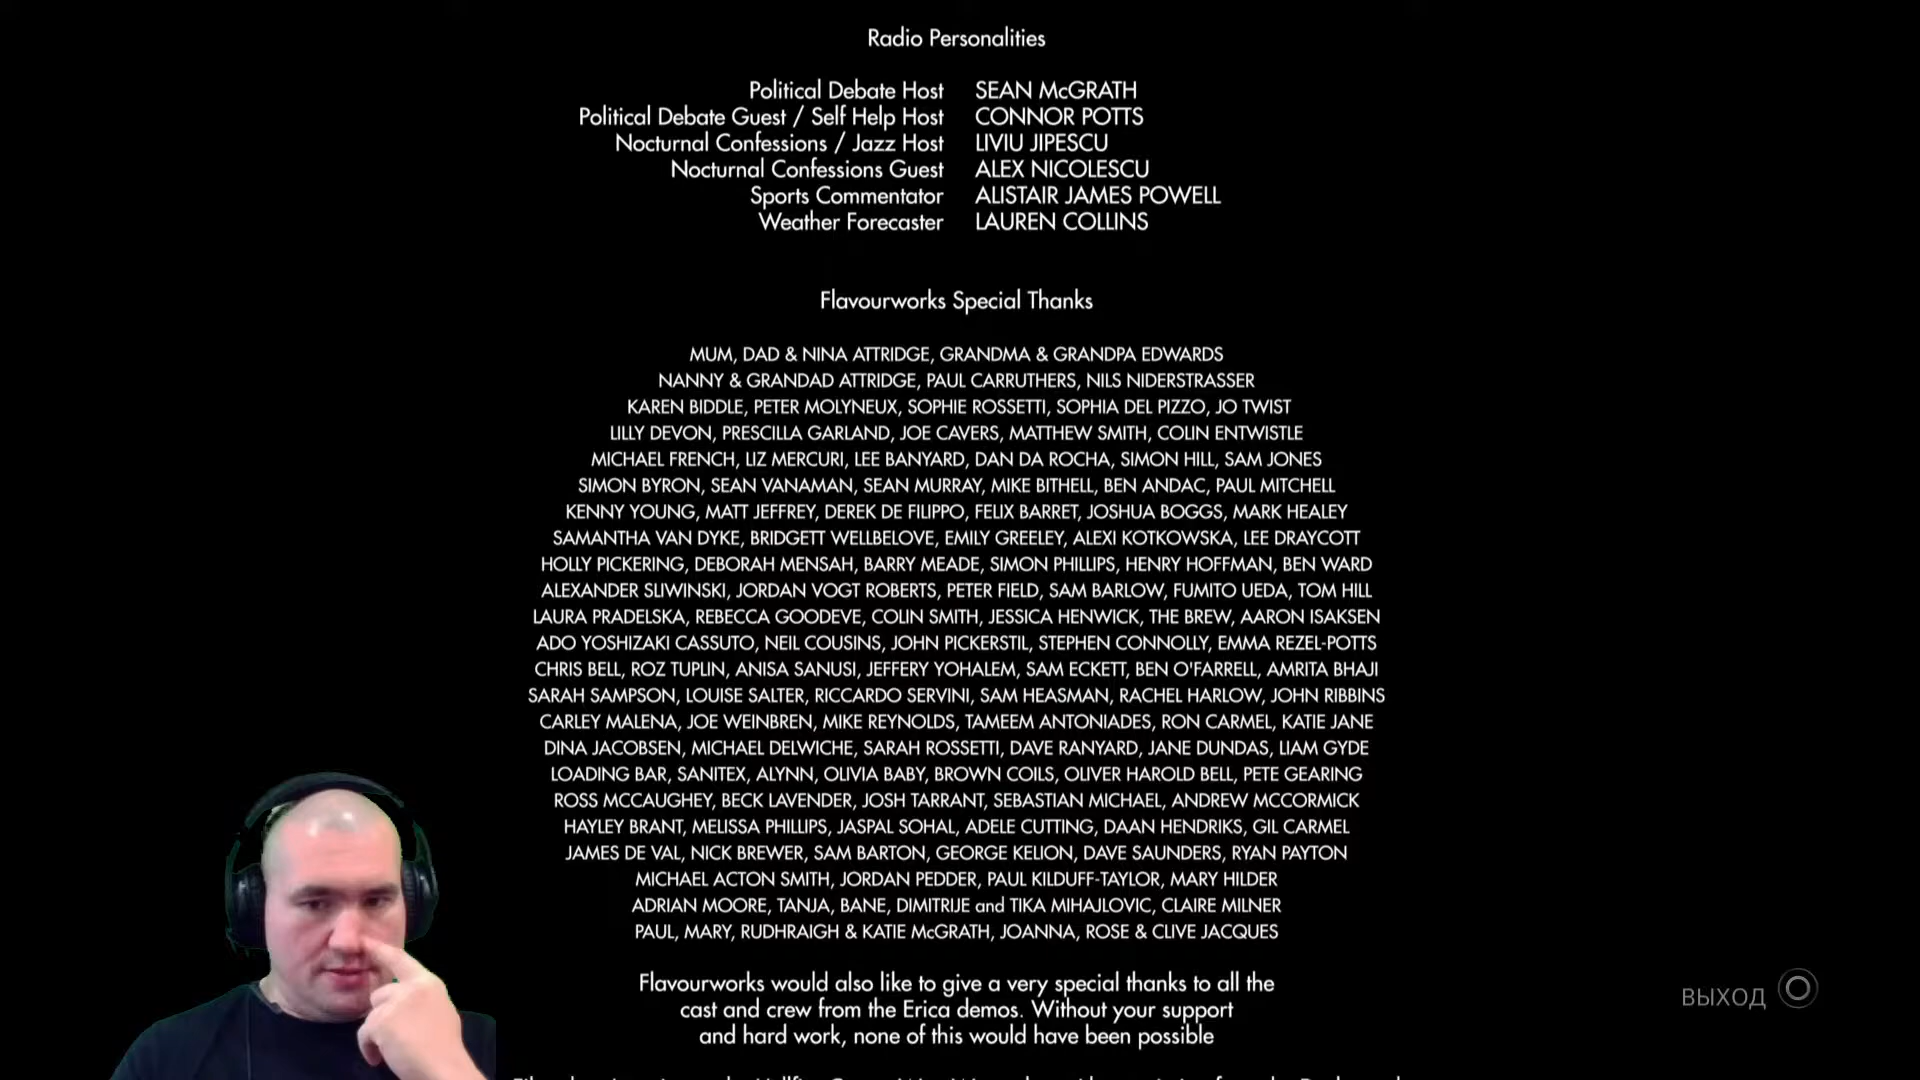 Radio Personalities
Political Debate Host SEAN McGRATH
Political Debate Guest / Self Help Host CONNOR POTTS
Nocturnal Confessions / Jazz Host LIVIU JIPESCU
Nocturnal Confessions Guest ALEX NICOLESCU
Sports Commentator ALISTAIR JAMES POWELL
Weather Forecaster LAUREN COLLINS
Flavourworks Special Thanks
MUM, DAD & NINA ATTRIDGE, GRANDMA & GRANDPA EDWARDS
NANNY & GRANDAD ATTRIDGE, PAUL CARRUTHERS, NILS NIDERSTRASSER
KAREN BIDDLE, PETER MOLYNEUX, SOPHIE ROSSETTI, SOPHIA DEL PIZZO, JO TWIST
LILLY DEVON, PRESCILLA GARLAND, JOE CAVERS, MATTHEW SMITH, COLIN ENTWISTLE
MICHAEL FRENCH, LIZ MERCURI, LEE BANYARD, DAN DA ROCHA, SIMON HILL, SAM JONES
SIMON BYRON, SEAN VANAMAN, SEAN MURRAY, MIKE BITHELL, BEN ANDAC, PAUL MITCHELL
KENNY YOUNG, MATT JEFFREY, DEREK DE FILIPPO, FELIX BARRET, JOSHUA BOGGS, MARK HEALEY
SAMANTHA VAN DYKE, BRIDGETT WELLBELOVE, EMILY GREELEY, ALEXI KOTKOWSKA, LEE DRAYCOTT
HOLLY PICKERING, DEBORAH MENSAH, BARRY MEADE, SIMON PHILLIPS, HENRY HOFFMAN, BEN WARD
ALEXANDER SLIWINSKI, JORDAN VOGT ROBERTS, PETER FIELD, SAM BARLOW, FUMITO UEDA, TOM HILL
LAURA PRADELSKA, REBECCA GOODEVE, COLIN SMITH, JESSICA HENWICK, THE BREW, AARON ISAKSEN
ADO YOSHIZAKI CASSUTO, NEIL COUSINS, JOHN PICKERSTIL, STEPHEN CONNOLLY, EMMA REZEL-POTTS
CHRIS BELL, ROZ TUPLIN, ANISA SANUSI, JEFFERY YOHALEM, SAM ECKETT, BEN O'FARRELL, AMRITA BHAJI
SARAH SAMPSON, LOUISE SALTER, RICCARDO SERVINI, SAM HEASMAN, RACHEL HARLOW, JOHN RIBBINS
CARLEY MALENA, JOE WEINBREN, MIKE REYNOLDS, TAMEEM ANTONIADES, RON CARMEL, KATIE JANE
DINA JACOBSEN, MICHAEL DELWICHE, SARAH ROSSETTI, DAVE RANYARD, JANE DUNDAS, LIAM GYDE
LOADING BAR, SANITEX, ALYNN, OLIVIA BABY, BROWN COILS, OLIVER HAROLD BELL, PETE GEARING
ROSS MCCAUGHEY, BECK LAVENDER, JOSH TARRANT, SEBASTIAN MICHAEL, ANDREW MCCORMICK
HAYLEY BRANT, MELISSA PHILLIPS, JASPAL SOHAL, ADELE CUTTING, DAAN HENDRIKS, GIL CARMEL
JAMES DE VAL, NICK BREWER, SAM BARTON, GEORGE KELION, DAVE SAUNDERS, RYAN PAYTON
MICHAEL ACTON SMITH, JORDAN PEDDER, PAUL KILDUFF-TAYLOR, MARY HILDER
ADRIAN MOORE, TANJA, BANE, DIMITRIJE and TIKA MIHAJLOVIC, CLAIRE MILNER
PAUL, MARY, RUDHRAIGH & KATIE McGRATH, JOANNA, ROSE & CLIVE JACQUES
Flavourworks would also like to give a very special thanks to all the
cast and crew from the Erica demos. Without your support
and hard work, none of this would have been possible
ВЫХОД